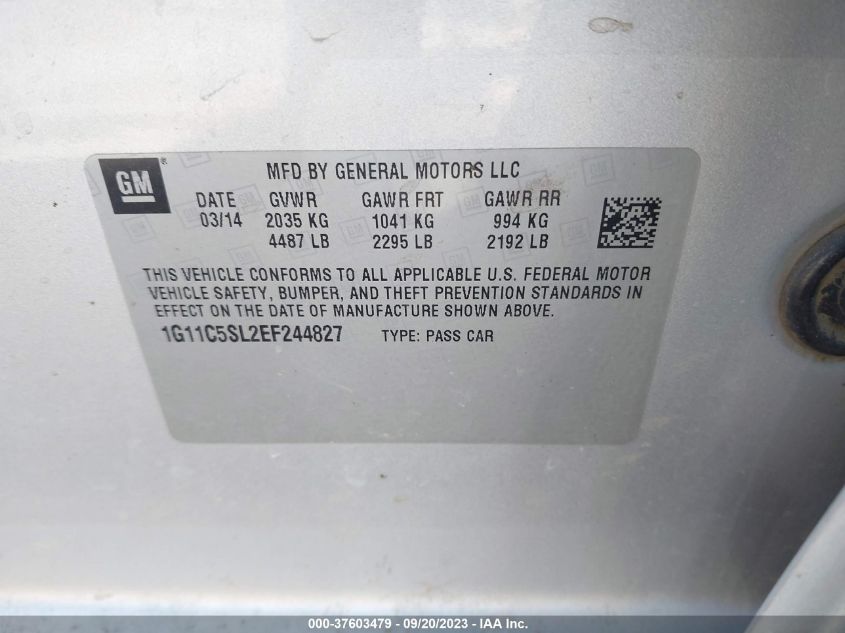 GM ® MFD BY GENERAL MOTORS LLC
DATE GVWR GAWR FRT GAWR RR
03/14 2035 KG 1041 KG 994 KG
4487 LB 2295 LB 2192 LB
THIS VEHICLE CONFORMS TO ALL APPLICABLE U.S. FEDERAL MOTOR
VEHICLE SAFETY, BUMPER, AND THEFT PREVENTION STANDARDS IN
EFFECT ON THE DATE OF MANUFACTURE SHOWN ABOVE.
1G11C5SL2EF244827 TYPE: PASS CAR
000-37603479 - 09/20/2023 - IAA Inc.